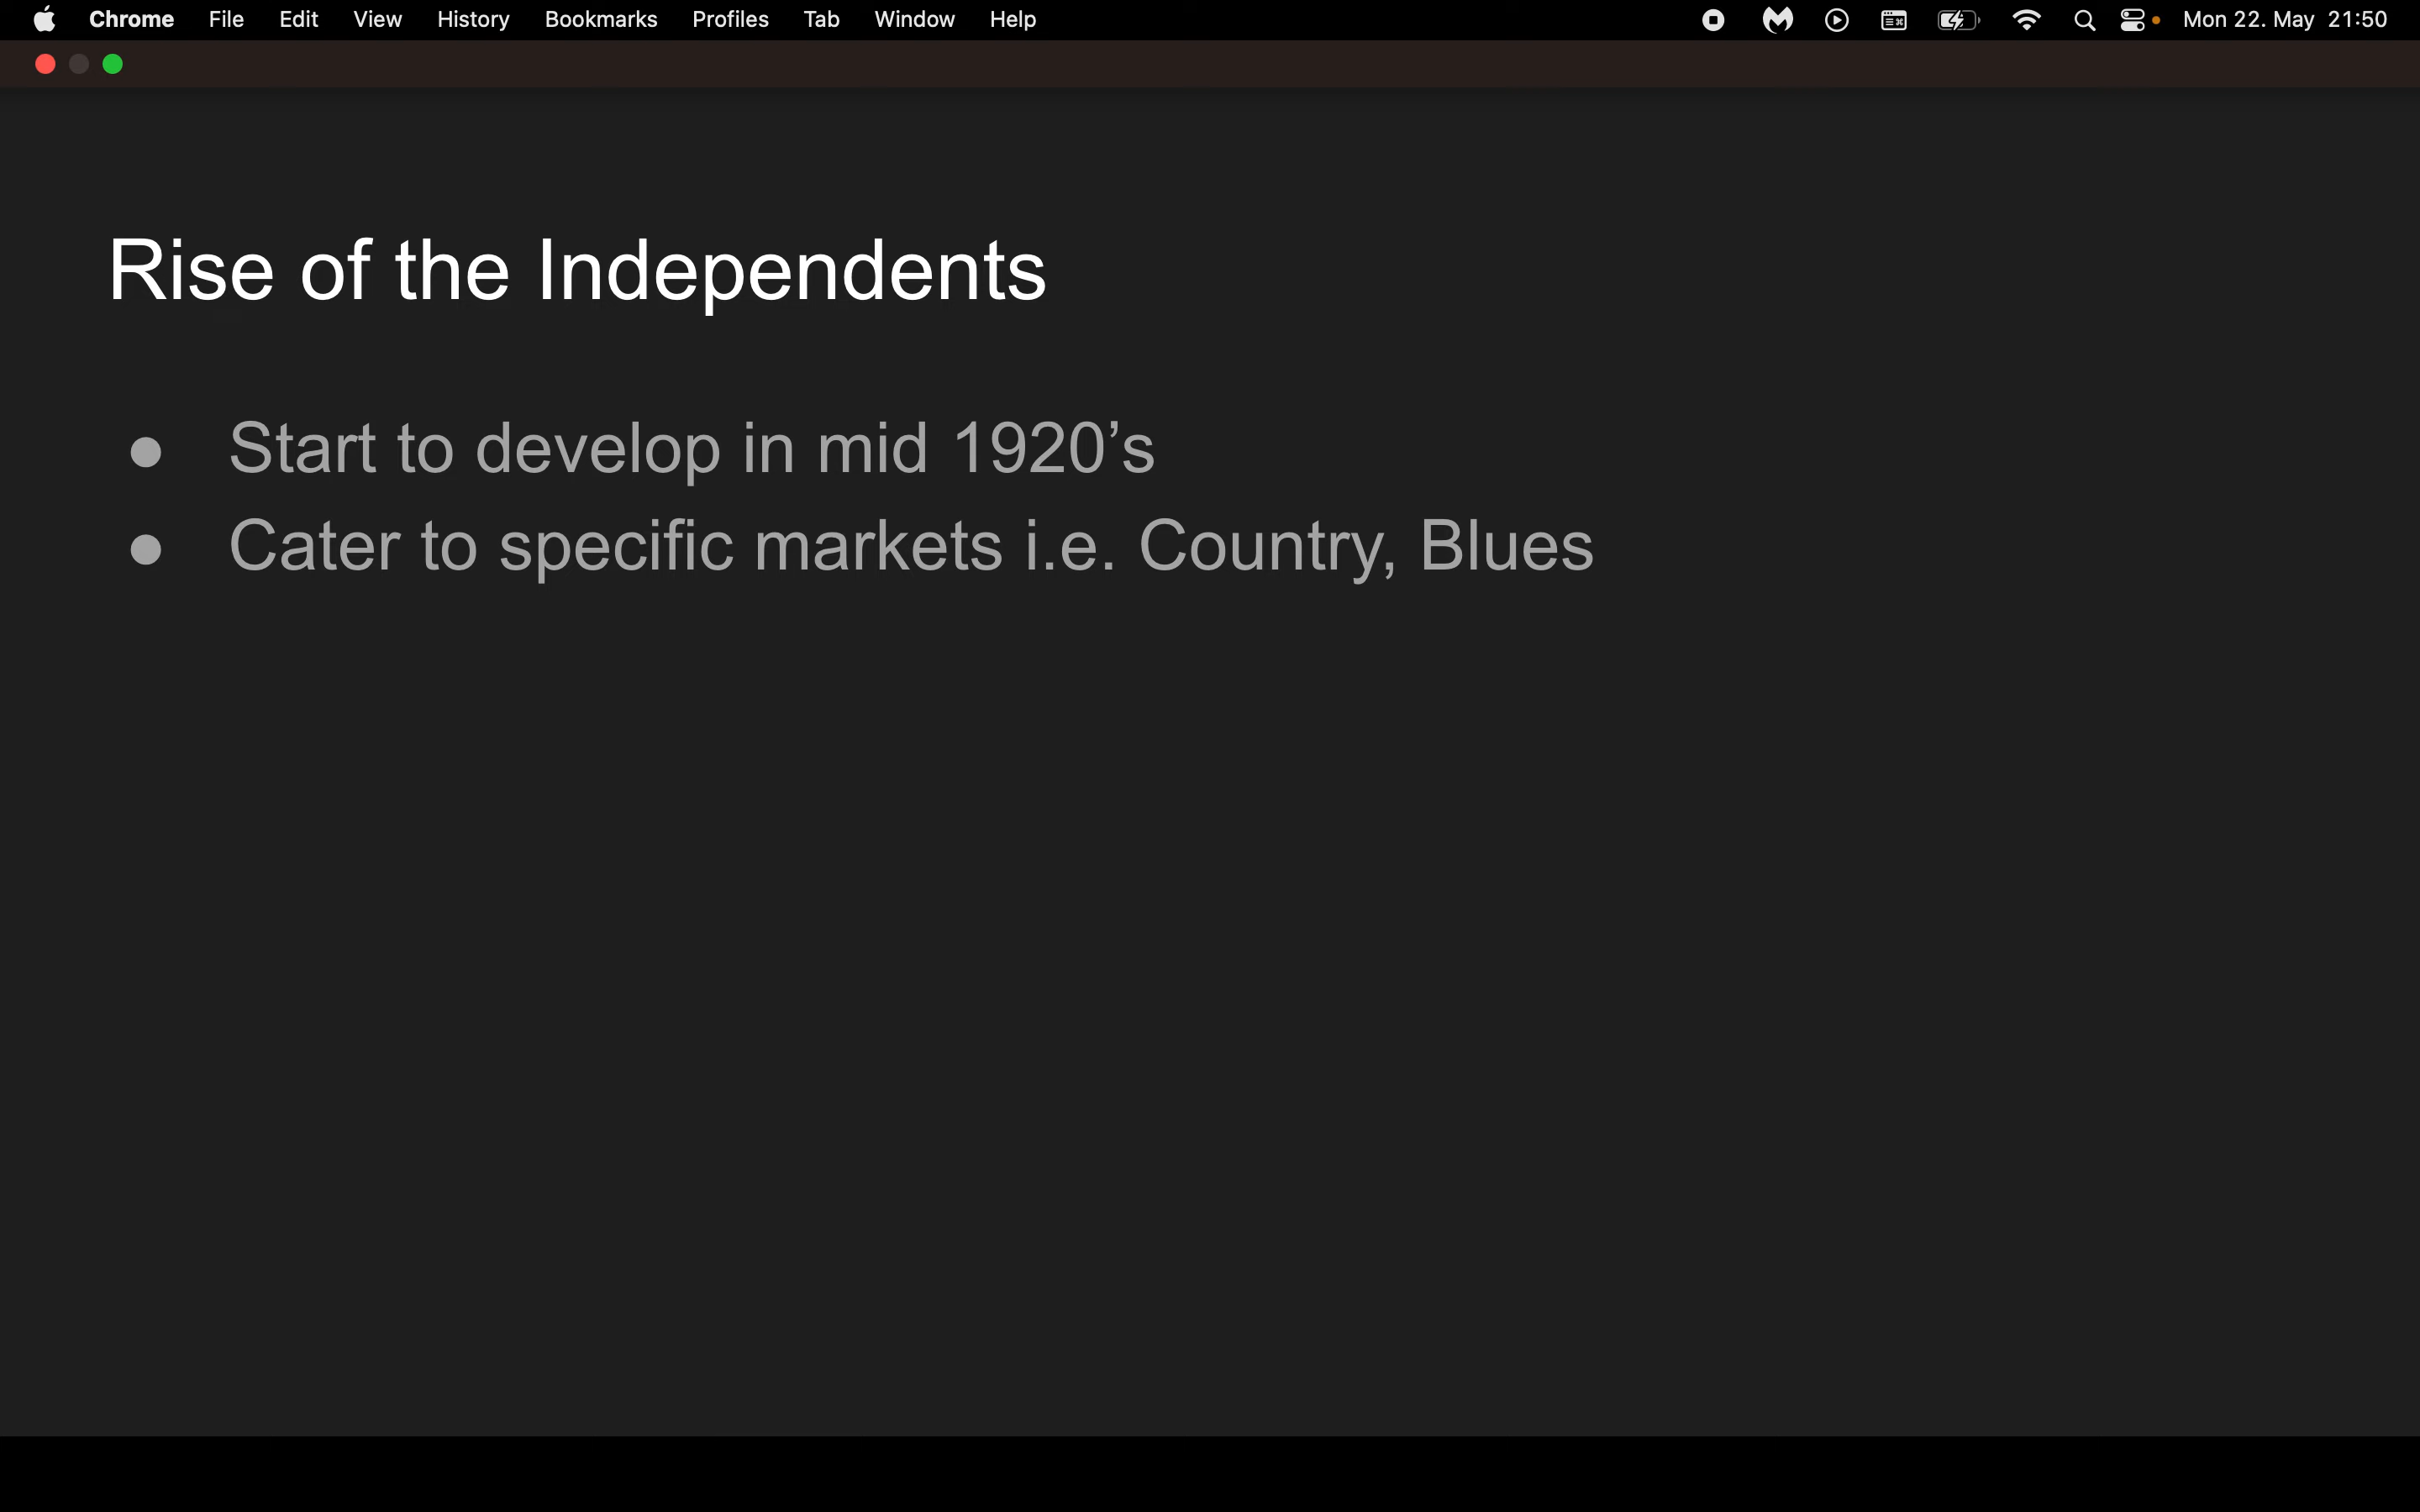 Chrome File Edit View History Bookmarks Profiles Tab Window Help Mon 22. May 21:50
Rise of the Independents
● Start to develop in mid 1920’s
● Cater to specific markets i.e. Country, Blues